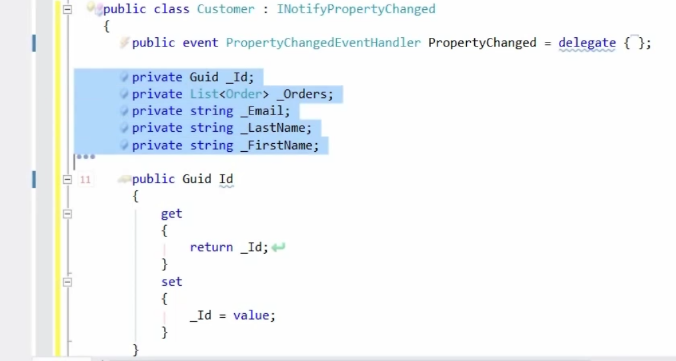 public class Customer : INotifyPropertyChanged
{
public event PropertyChangedEventHandler PropertyChanged = delegate { };
private Guid _Id;
private List<Order> _Orders;
private string _Email;
private string _LastName;
private string _FirstName;
11 public Guid Id
{
get
{
return _Id;
}
set
{
_Id = value;
}
}